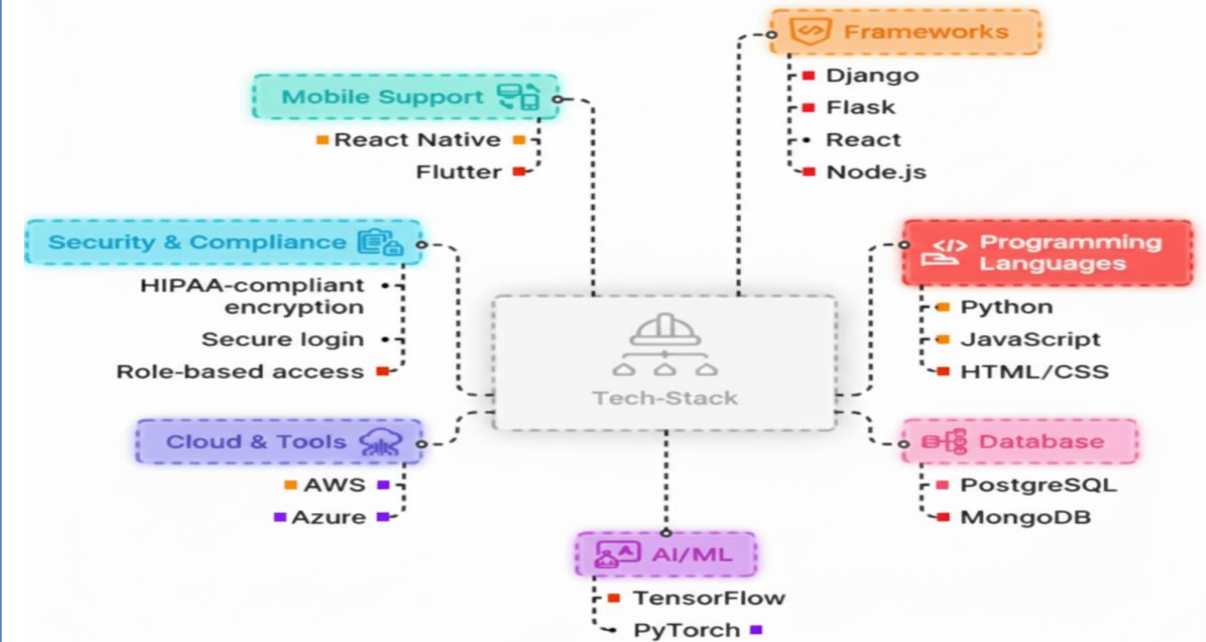 Frameworks
Django
Flask
React
Node.js
Mobile Support
React Native
Flutter
Security & Compliance
HIPAA-compliant
encryption
Secure login
Role-based access
Programming
Languages
Python
JavaScript
HTML/CSS
Tech-Stack
Cloud & Tools
AWS
Azure
Database
PostgreSQL
MongoDB
AI/ML
TensorFlow
PyTorch